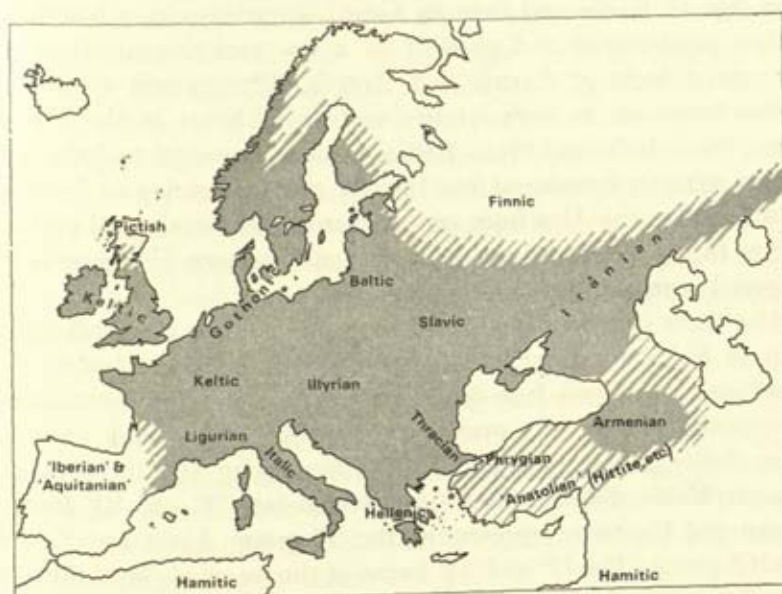 Finnic
Pictish
Keltic
Gothonic
Baltic
Iranian
Slavic
Keltic
Illyrian
Ligurian
Italic
Thracian
Armenian
'Iberian' &
'Aquitanian'
Phrygian
'Anatolian' (Hittite etc)
Hellenic
Hamitic
Hamitic